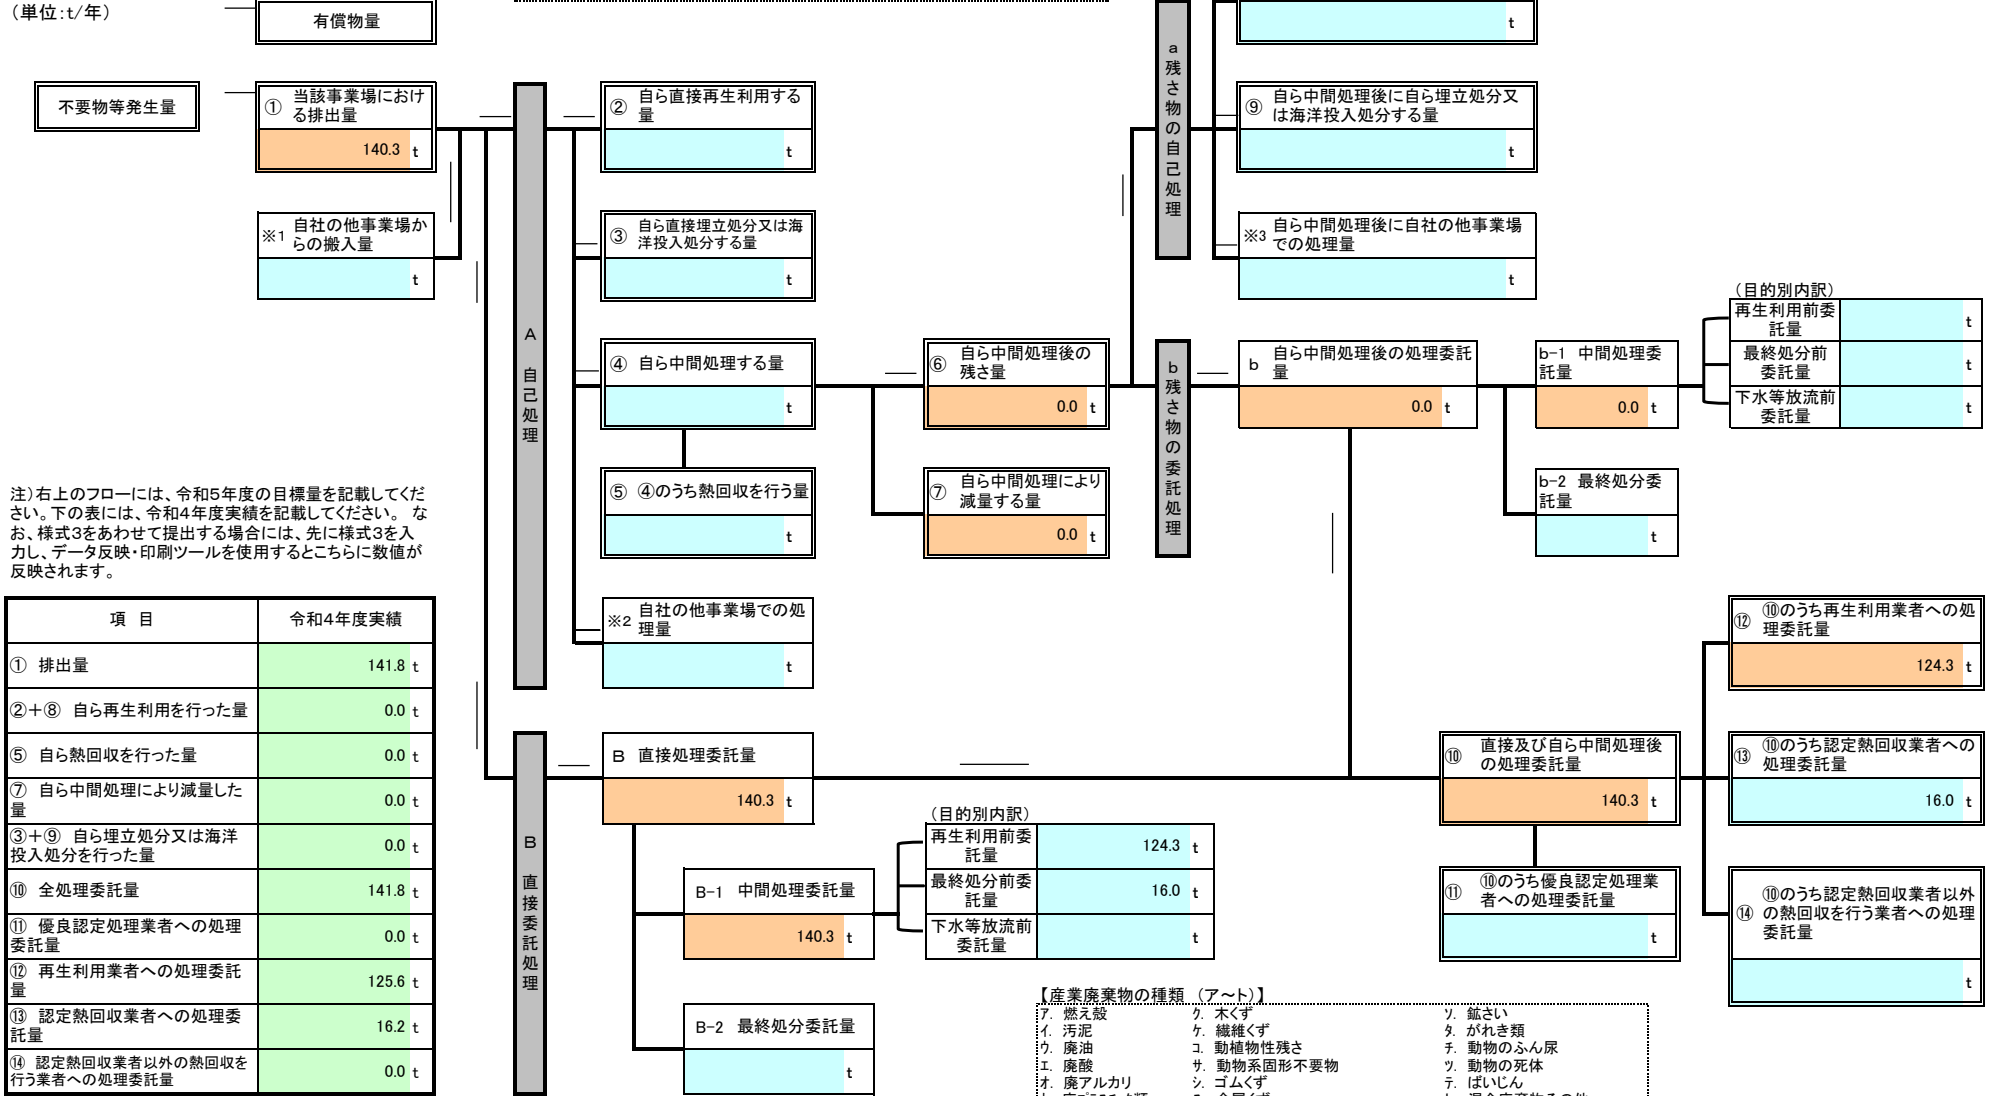 （単位:t/年）
有償物量
t
不要物等発生量
① 当該事業場におけ
る排出量
140.3 t
※1 自社の他事業場か
らの搬入量
t
A 自己処理
② 自ら直接再生利用する
量
t
③ 自ら直接埋立処分又は海
洋投入処分する量
t
④ 自ら中間処理する量
t
⑤ ④のうち熱回収を行う量
t
※2 自社の他事業場での処
理量
t
⑥ 自ら中間処理後の
残さ量
0.0 t
⑦ 自ら中間処理により
減量する量
0.0 t
a残さ物の自己処理
⑨ 自ら中間処理後に自ら埋立処分又
は海洋投入処分する量
t
※3 自ら中間処理後に自社の他事業場
での処理量
t
b残さ物の委託処理
b 自ら中間処理後の処理委託
量
0.0 t
b-1 中間処理委
託量
0.0 t
b-2 最終処分委
託量
t
（目的別内訳）
再生利用前委
託量
t
最終処分前
委託量
t
下水等放流前
委託量
t
注）右上のフローには、令和5年度の目標量を記載してくだ
さい。下の表には、令和4年度実績を記載してください。 な
お、様式3をあわせて提出する場合には、先に様式3を入
力し、データ反映・印刷ツールを使用するとこちらに数値が
反映されます。
項 目 令和4年度実績
① 排出量 141.8 t
②＋⑧ 自ら再生利用を行った量 0.0 t
⑤ 自ら熱回収を行った量 0.0 t
⑦ 自ら中間処理により減量した
量 0.0 t
③＋⑨ 自ら埋立処分又は海洋
投入処分を行った量 0.0 t
⑩ 全処理委託量 141.8 t
⑪ 優良認定処理業者への処理
委託量 0.0 t
⑫ 再生利用業者への処理委託
量 125.6 t
⑬ 認定熱回収業者への処理委
託量 16.2 t
⑭ 認定熱回収業者以外の熱回収を
行う業者への処理委託量 0.0 t
B 直接委託処理
B 直接処理委託量
140.3 t
B-1 中間処理委託量
140.3 t
B-2 最終処分委託量
t
（目的別内訳）
再生利用前委
託量
124.3 t
最終処分前委
託量
16.0 t
下水等放流前
委託量
t
⑩ 直接及び自ら中間処理後
の処理委託量
140.3 t
⑪ ⑩のうち優良認定処理業
者への処理委託量
t
⑫ ⑩のうち再生利用業者への処
理委託量
124.3 t
⑬ ⑩のうち認定熱回収業者への
処理委託量
16.0 t
⑭ ⑩のうち認定熱回収業者以外
の熱回収を行う業者への処理
委託量
t
【産業廃棄物の種類 （ア～ト）】
ア. 燃え殻 ク. 木くず ソ. 鉱さい
イ. 汚泥 ケ. 繊維くず タ. がれき類
ウ. 廃油 コ. 動植物性残さ チ. 動物のふん尿
エ. 廃酸 サ. 動物系固形不要物 ツ. 動物の死体
オ. 廃アルカリ シ. ゴムくず テ. ばいじん